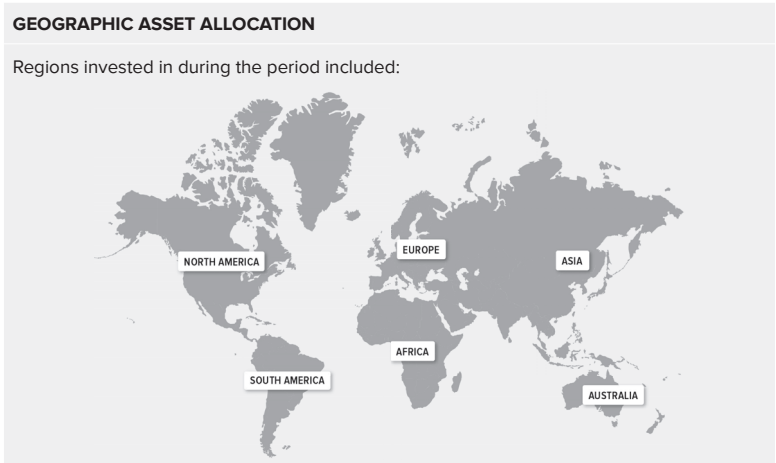 GEOGRAPHIC ASSET ALLOCATION
Regions invested in during the period included:
EUROPE
NORTH AMERICA
ASIA
AFRICA
SOUTH AMERICA
AUSTRALIA